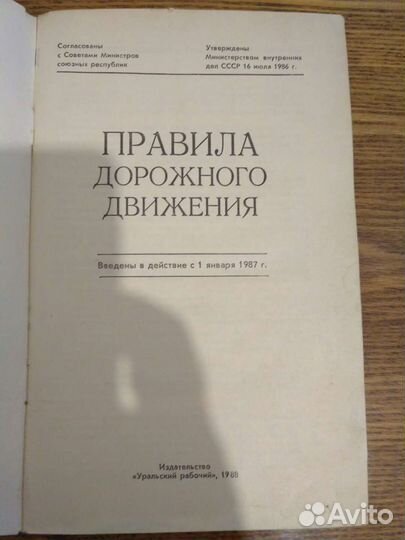 Согласованы
с Советами Министров
союзных республик
Утверждены
Министерством внутренних
дел СССР 16 июля 1986 г.
ПРАВИЛА
ДОРОЖНОГО
ДВИЖЕНИЯ
Введены в действие с 1 января 1987 г.
Издательство
«Уральский рабочий», 1988
Avito